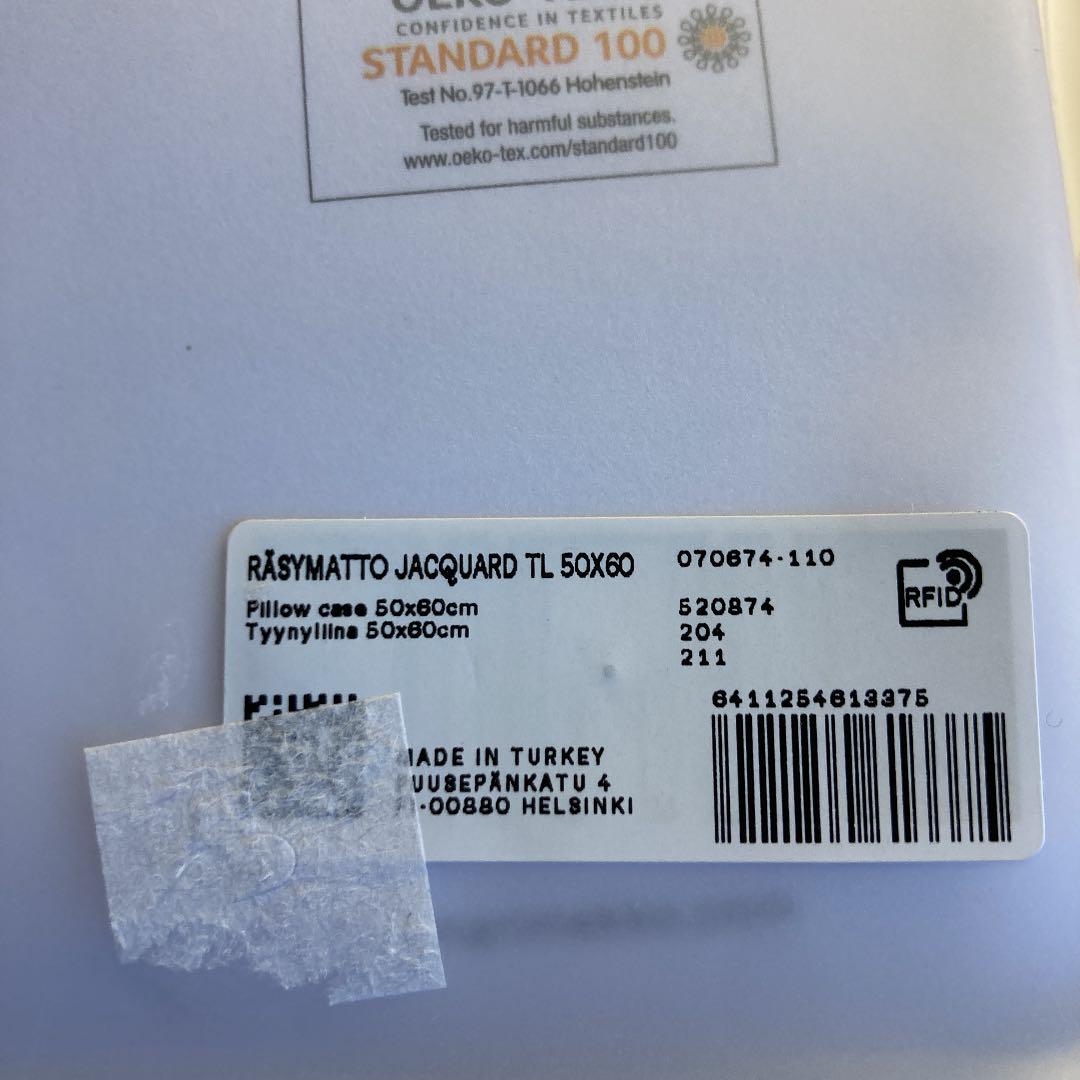 CONFIDENCE IN TEXTILES
STANDARD 100
Test No.97-T-1066 Hohenstein
Tested for harmful substances.
www.oeko-tex.com/standard100
RÄSYMATTO JACQUARD TL 50X60
070674-110
RFID
Pillow case 50x60cm
Tyynyliina 50x60cm
520874
204
211
6411254613375
MADE IN TURKEY
PUUSEPÄNKATU 4
-00880 HELSINKI